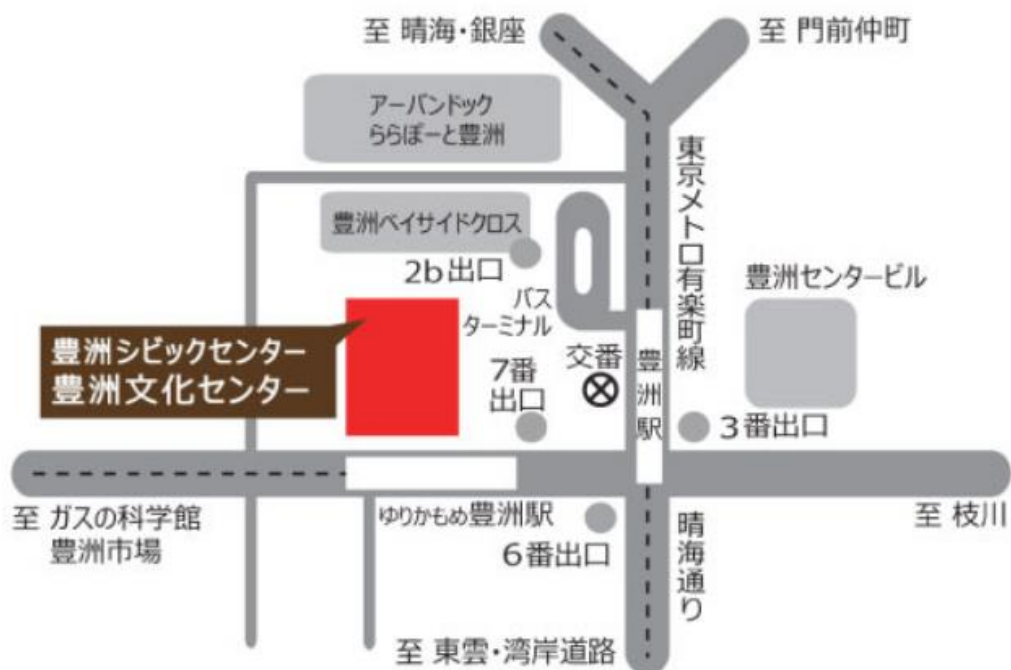 至 晴海・銀座
至 門前仲町
アーバンドック
ららぽーと豊洲
東京メトロ有楽町線
豊洲ベイサイドクロス
2b出口
バス
ターミナル
豊洲センタービル
豊洲シビックセンター
豊洲文化センター
7番
出口
交番
豊洲駅
3番出口
至 ガスの科学館
豊洲市場
ゆりかもめ豊洲駅
6番出口
晴海通り
至 枝川
至 東雲・湾岸道路